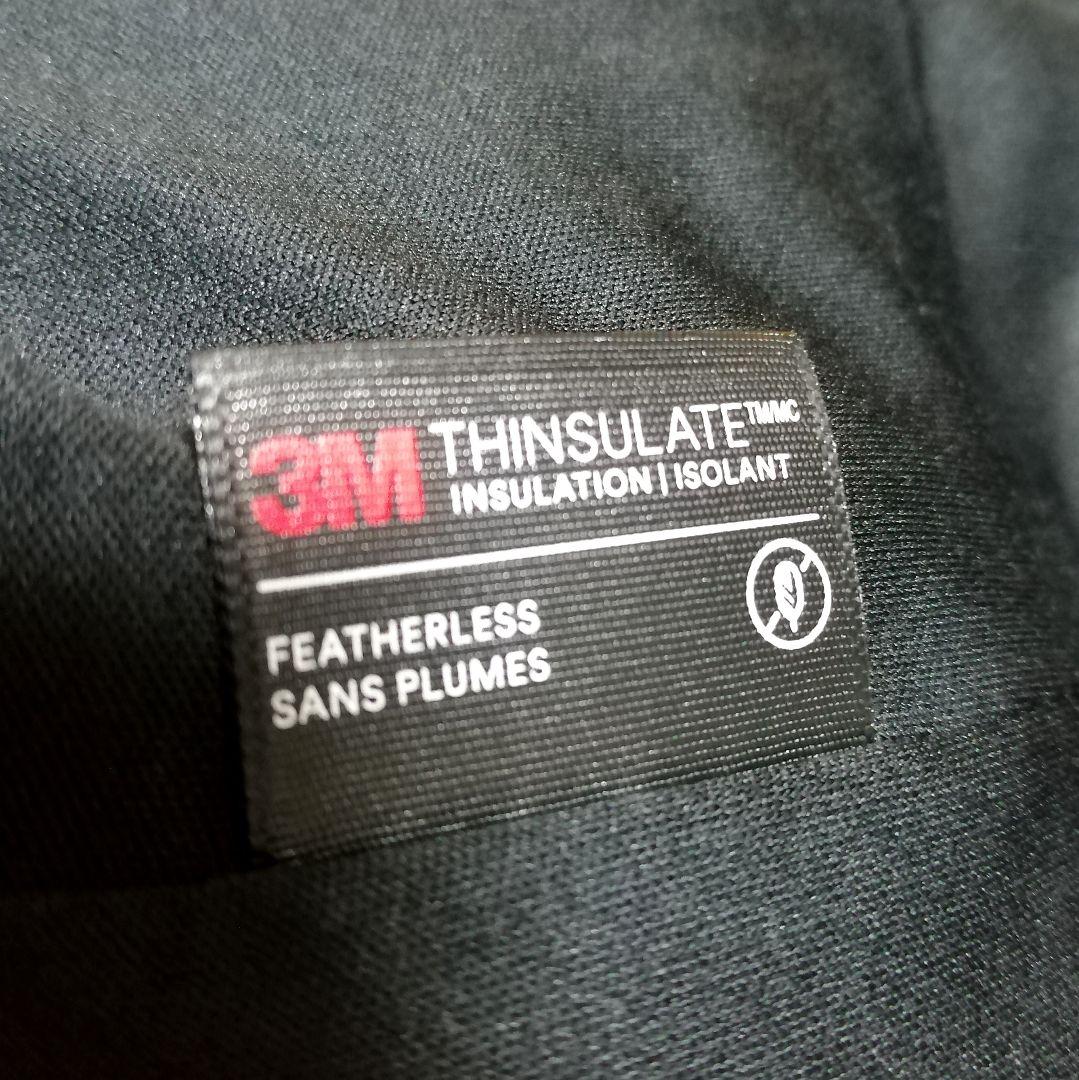 3M THINSULATE™MC
INSULATION | ISOLANT
FEATHERLESS
SANS PLUMES